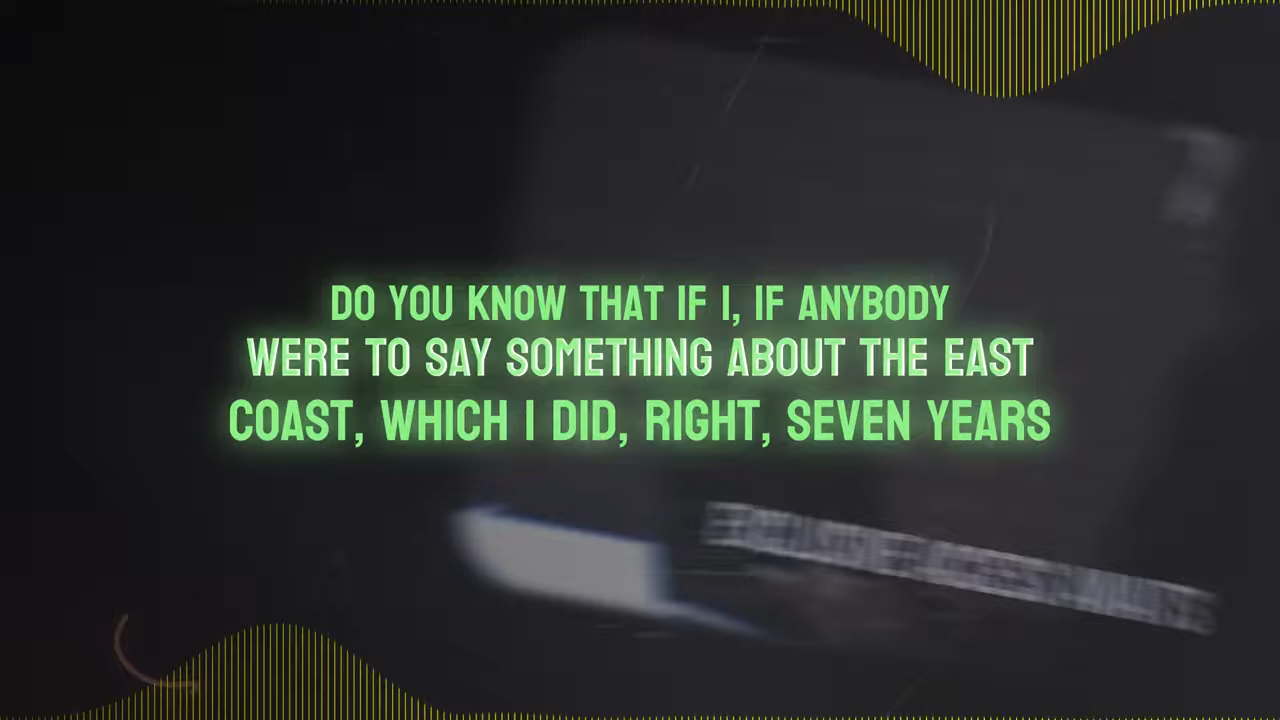 DO YOU KNOW THAT IF I, IF ANYBODY
WERE TO SAY SOMETHING ABOUT THE EAST
COAST, WHICH I DID, RIGHT, SEVEN YEARS